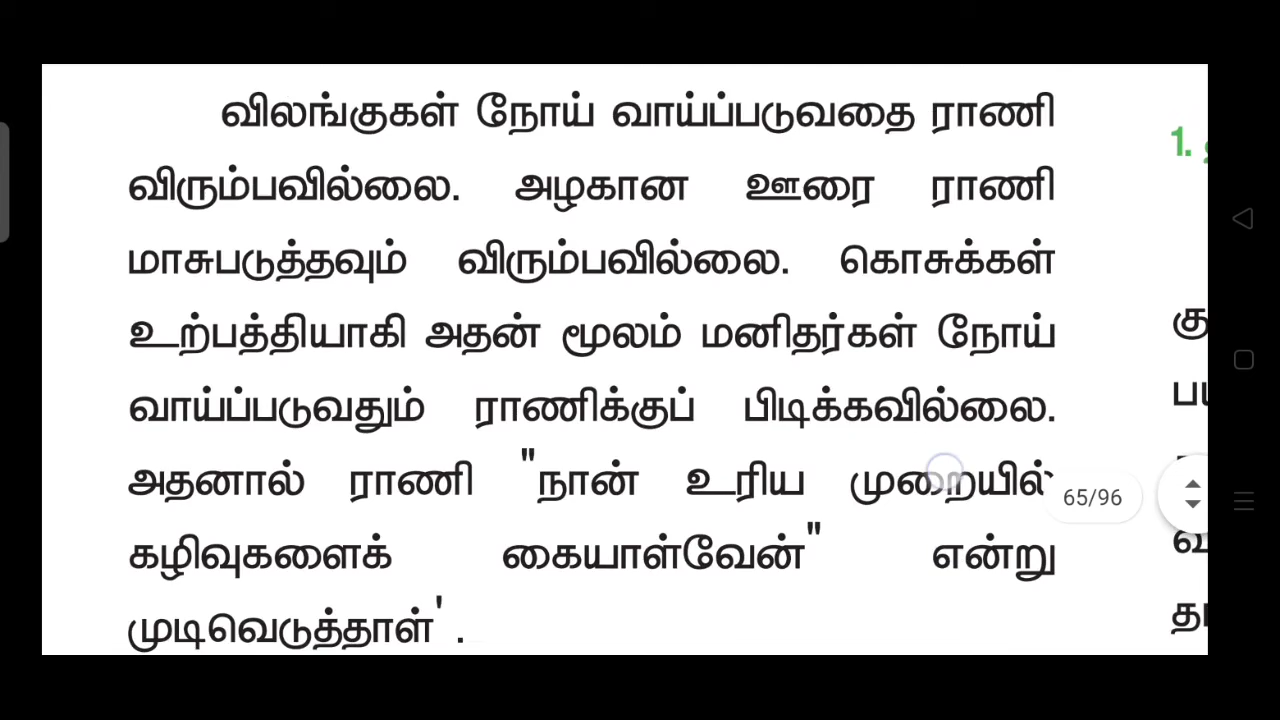 விலங்குகள் நோய் வாய்ப்படுவதை ராணி
விரும்பவில்லை. அழகான ஊரை ராணி
மாசுபடுத்தவும் விரும்பவில்லை. கொசுக்கள்
உற்பத்தியாகி அதன் மூலம் மனிதர்கள் நோய்
வாய்ப்படுவதும் ராணிக்குப் பிடிக்கவில்லை.
அதனால் ராணி "நான் உரிய முறையில்
கழிவுகளைக் கையாள்வேன்" என்று
முடிவெடுத்தாள்' .
65/96
1.